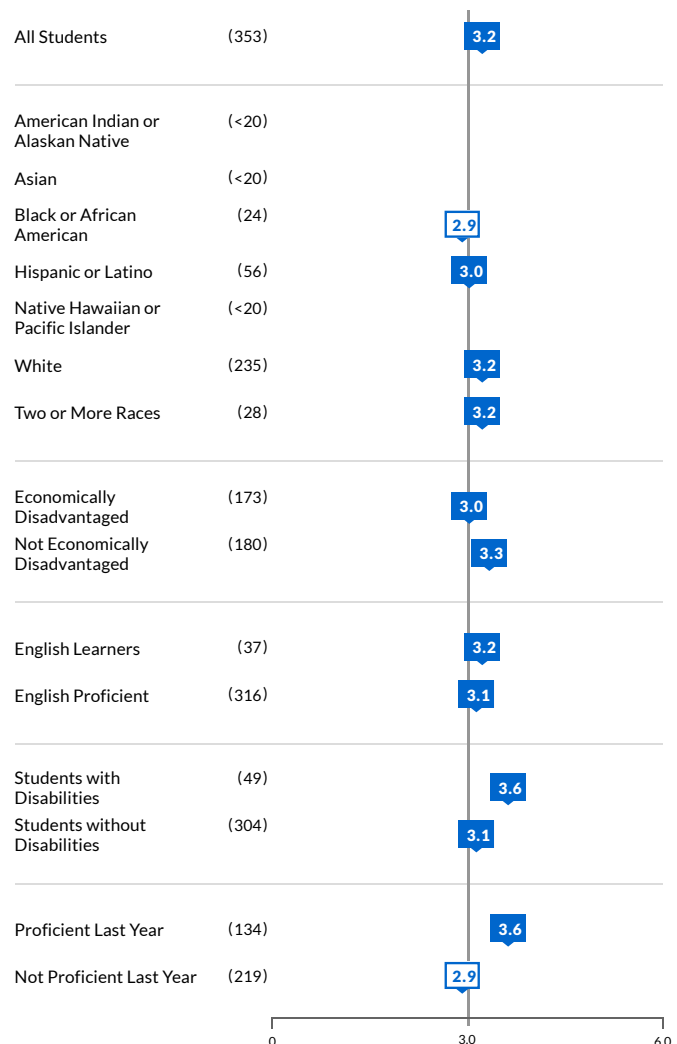 All Students (353) 3.2
American Indian or (<20)
Alaskan Native
Asian (<20)
Black or African (24) 2.9
American
Hispanic or Latino (56) 3.0
Native Hawaiian or (<20)
Pacific Islander
White (235) 3.2
Two or More Races (28) 3.2
Economically (173) 3.0
Disadvantaged
Not Economically (180) 3.3
Disadvantaged
English Learners (37) 3.2
English Proficient (316) 3.1
Students with (49) 3.6
Disabilities
Students without (304) 3.1
Disabilities
Proficient Last Year (134) 3.6
Not Proficient Last Year (219) 2.9
0 3.0 6.0